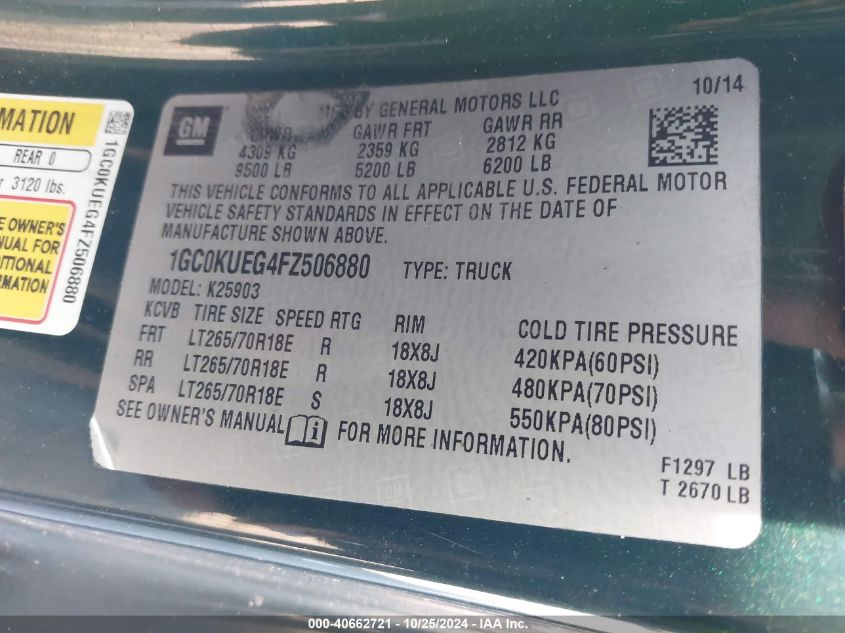 MATION
REAR 0
3120 lbs.
OWNER'S
NUAL FOR
MATION
1GC0KUEG4FZ506880
10/14
GM
BY GENERAL MOTORS LLC
GAWR FRT GAWR RR
4309 KG 2359 KG 2812 KG
9500 LB 5200 LB 6200 LB
THIS VEHICLE CONFORMS TO ALL APPLICABLE U.S. FEDERAL MOTOR
VEHICLE SAFETY STANDARDS IN EFFECT ON THE DATE OF
MANUFACTURE SHOWN ABOVE.
1GC0KUEG4FZ506880 TYPE: TRUCK
MODEL: K25903
KCVB TIRE SIZE SPEED RTG RIM COLD TIRE PRESSURE
FRT LT265/70R18E R 18X8J 420KPA(60PSI)
RR LT265/70R18E R 18X8J 480KPA(70PSI)
SPA LT265/70R18E S 18X8J 550KPA(80PSI)
SEE OWNER'S MANUAL i FOR MORE INFORMATION.
F1297 LB
T 2670 LB
000-40662721 - 10/25/2024 - IAA Inc.